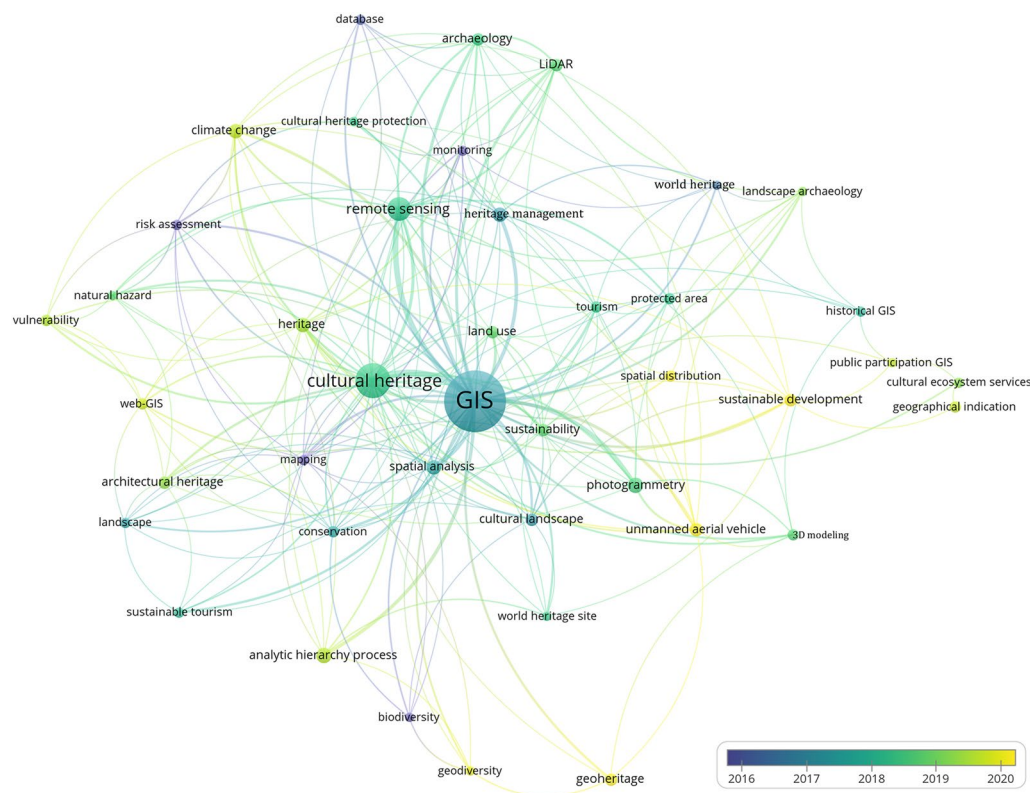 database
archaeology
LiDAR
cultural heritage protection
climate change
monitoring
world heritage
landscape archaeology
remote sensing
heritage management
risk assessment
natural hazard
protected area
tourism
historical GIS
vulnerability
heritage
land use
public participation GIS
spatial distribution
cultural heritage
cultural ecosystem services
GIS
sustainable development
web-GIS
geographical indication
sustainability
mapping
spatial analysis
architectural heritage
photogrammetry
landscape
cultural landscape
conservation
unmanned aerial vehicle
3D modeling
sustainable tourism
world heritage site
analytic hierarchy process
biodiversity
geodiversity
geoheritage
2016 2017 2018 2019 2020